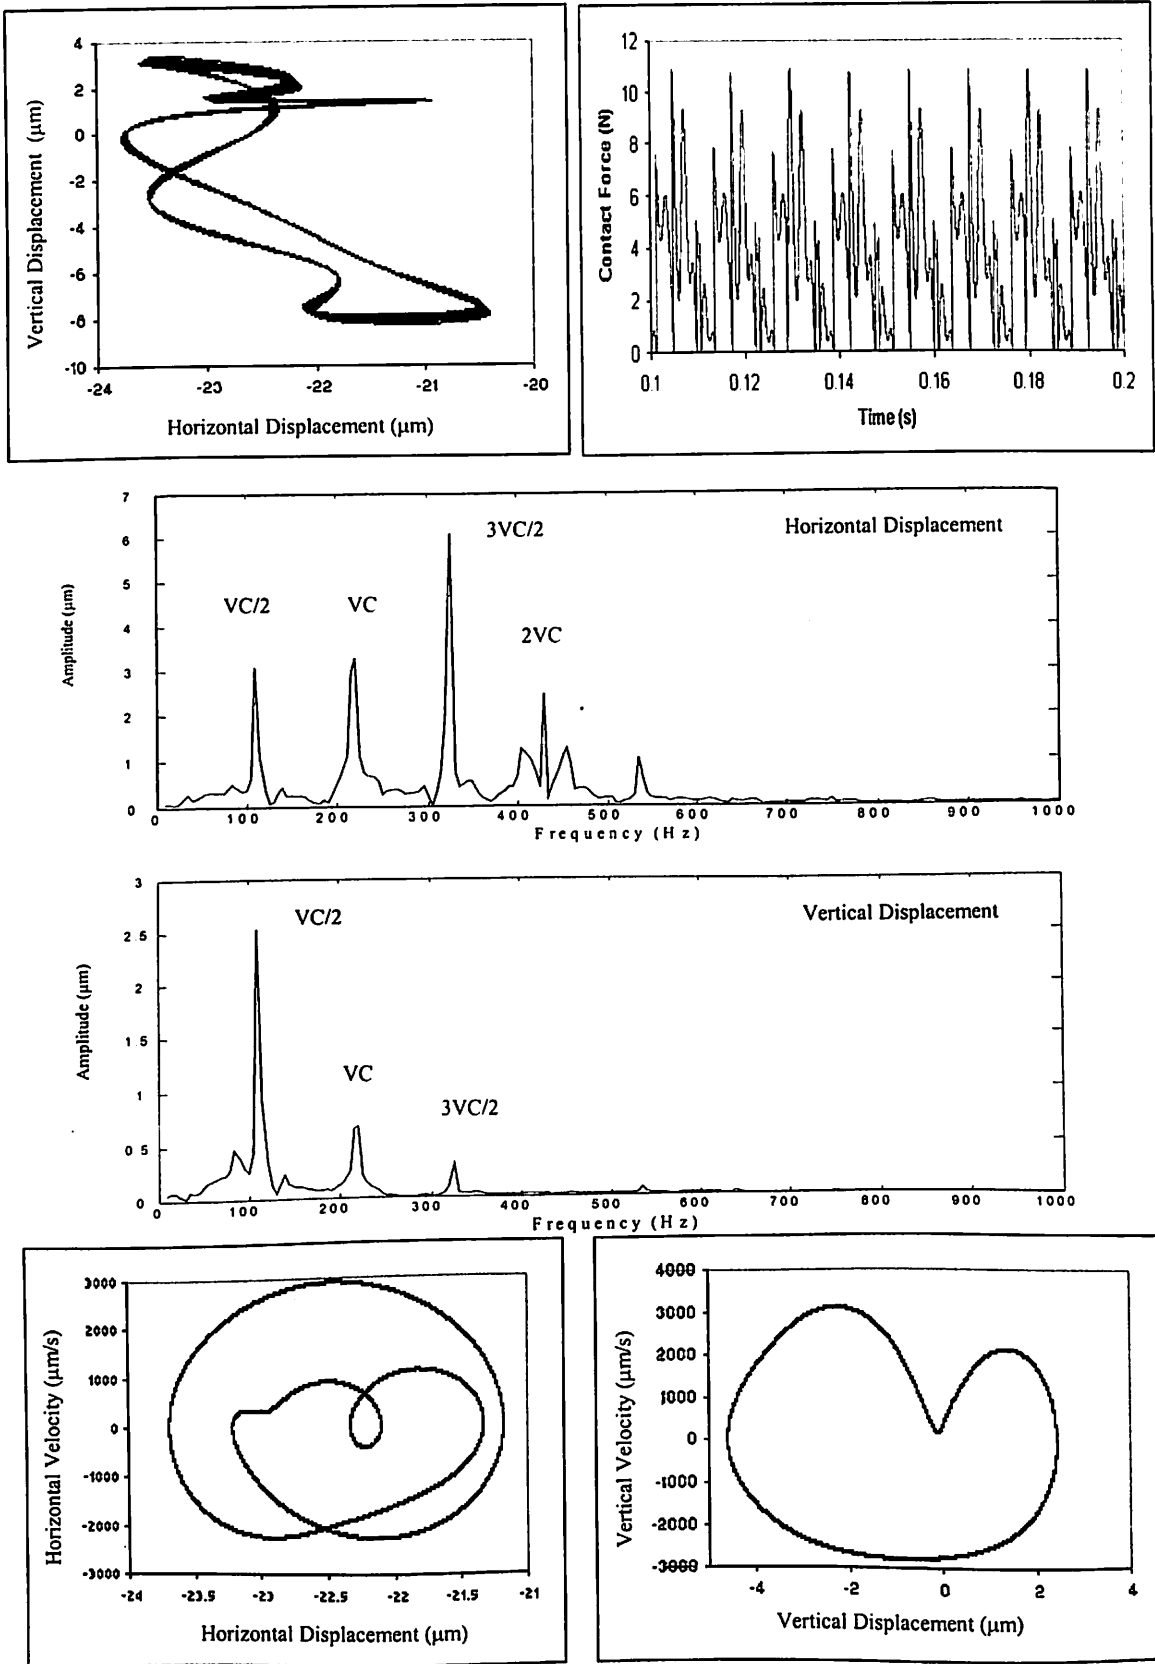 4
2
0
-2
-4
-6
-8
-10
-24
-23
-22
-21
-20
Vertical Displacement (μm)
Horizontal Displacement (μm)
12
10
8
6
4
2
0
0.1
0.12
0.14
0.16
0.18
0.2
Contact Force (N)
Time (s)
7
6
5
4
3
2
1
0
Amplitude (μm)
VC/2
VC
3VC/2
2VC
Horizontal Displacement
0 100 200 300 400 500 600 700 800 900 1000
Frequency (Hz)
3
2.5
2
1.5
1
0.5
0
Amplitude (μm)
VC/2
VC
3VC/2
Vertical Displacement
0 100 200 300 400 500 600 700 800 900 1000
Frequency (Hz)
3000
2000
1000
0
-1000
-2000
-3000
-24
-23.5
-23
-22.5
-22
-21.5
-21
Horizontal Velocity (μm/s)
Horizontal Displacement (μm)
4000
3000
2000
1000
0
-1000
-2000
-3000
-4
-2
0
2
4
Vertical Velocity (μm/s)
Vertical Displacement (μm)